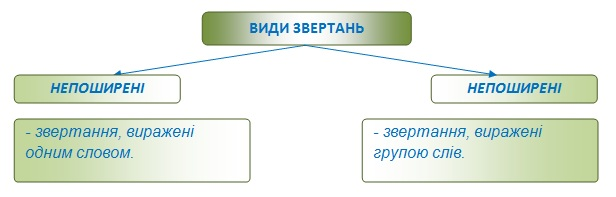 ВИДИ ЗВЕРТАНЬ
НЕПОШИРЕНІ
НЕПОШИРЕНІ
- звертання, виражені
одним словом.
- звертання, виражені
групою слів.